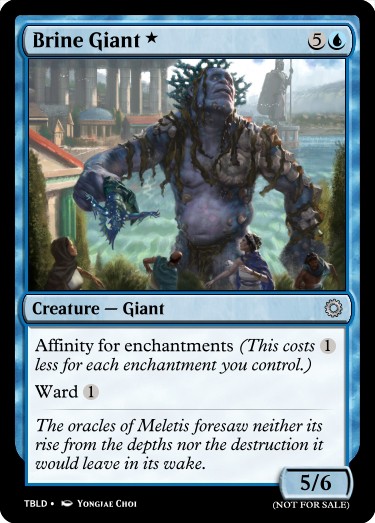 Brine Giant ★ 5
Creature — Giant
Affinity for enchantments (This costs 1
less for each enchantment you control.)
Ward 1
The oracles of Meletis foresaw neither its
rise from the depths nor the destruction it
would leave in its wake.
5/6
TBLD • Yongjae Choi
(NOT FOR SALE)